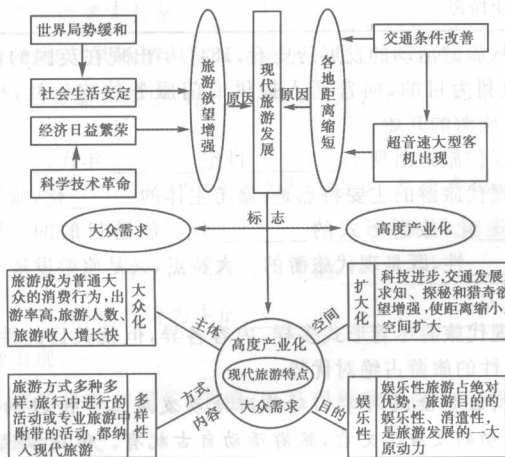 世界局势缓和
社会生活安定
经济日益繁荣
科学技术革命
旅游欲望增强
原因
现代旅游发展
原因
各地距离缩短
交通条件改善
超音速大型客
机出现
标志
大众需求
高度产业化
旅游成为普通大
众的消费行为,出
游率高,旅游人数、
旅游收入增长快
大众化
主体
空间
扩大化
科技进步,交通发展,
求知、探秘和猎奇欲
望增强,使距离缩小,
空间扩大
高度产业化
现代旅游特点
大众需求
旅游方式多种多
样:旅行中进行的
活动或专业旅游中
附带的活动,都纳
入现代旅游
多样性
方式
内容
目的
娱乐性
娱乐性旅游占绝对
优势,旅游目的的
娱乐性、消遣性,
是旅游发展的一大
原动力